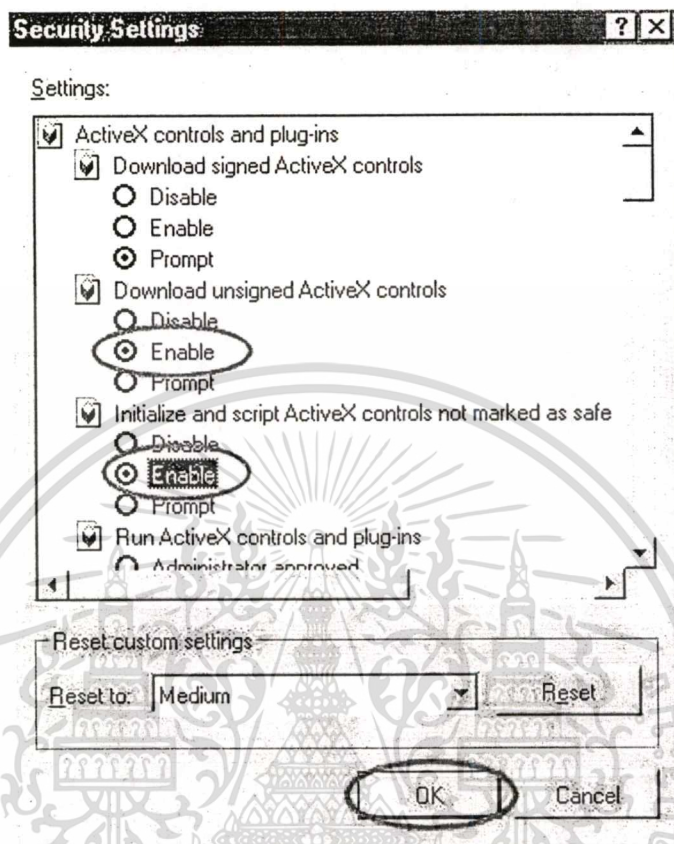 Security Settings
Settings:
ActiveX controls and plug-ins
Download signed ActiveX controls
Disable
Enable
Prompt
Download unsigned ActiveX controls
Disable
Enable
Prompt
Initialize and script ActiveX controls not marked as safe
Disable
Enable
Prompt
Run ActiveX controls and plug-ins
Administrator approved
Reset custom settings
Reset to: Medium Reset
OK Cancel